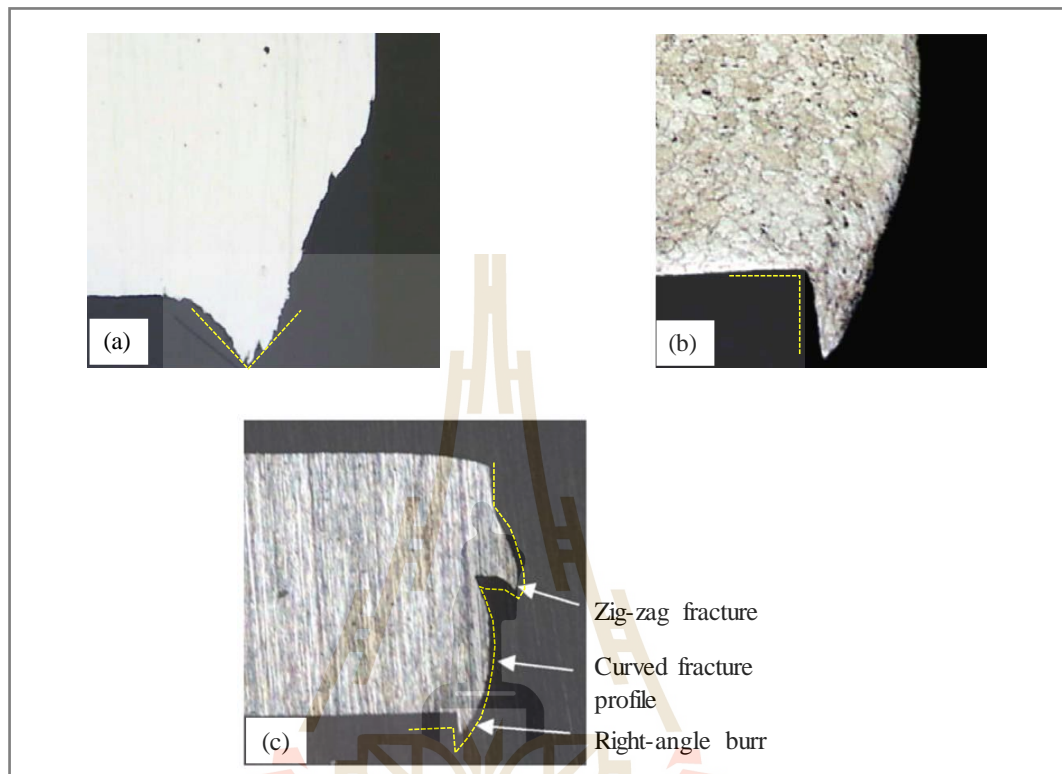 (a)
(b)
Zig-zag fracture
Curved fracture
profile
Right-angle burr
(c)